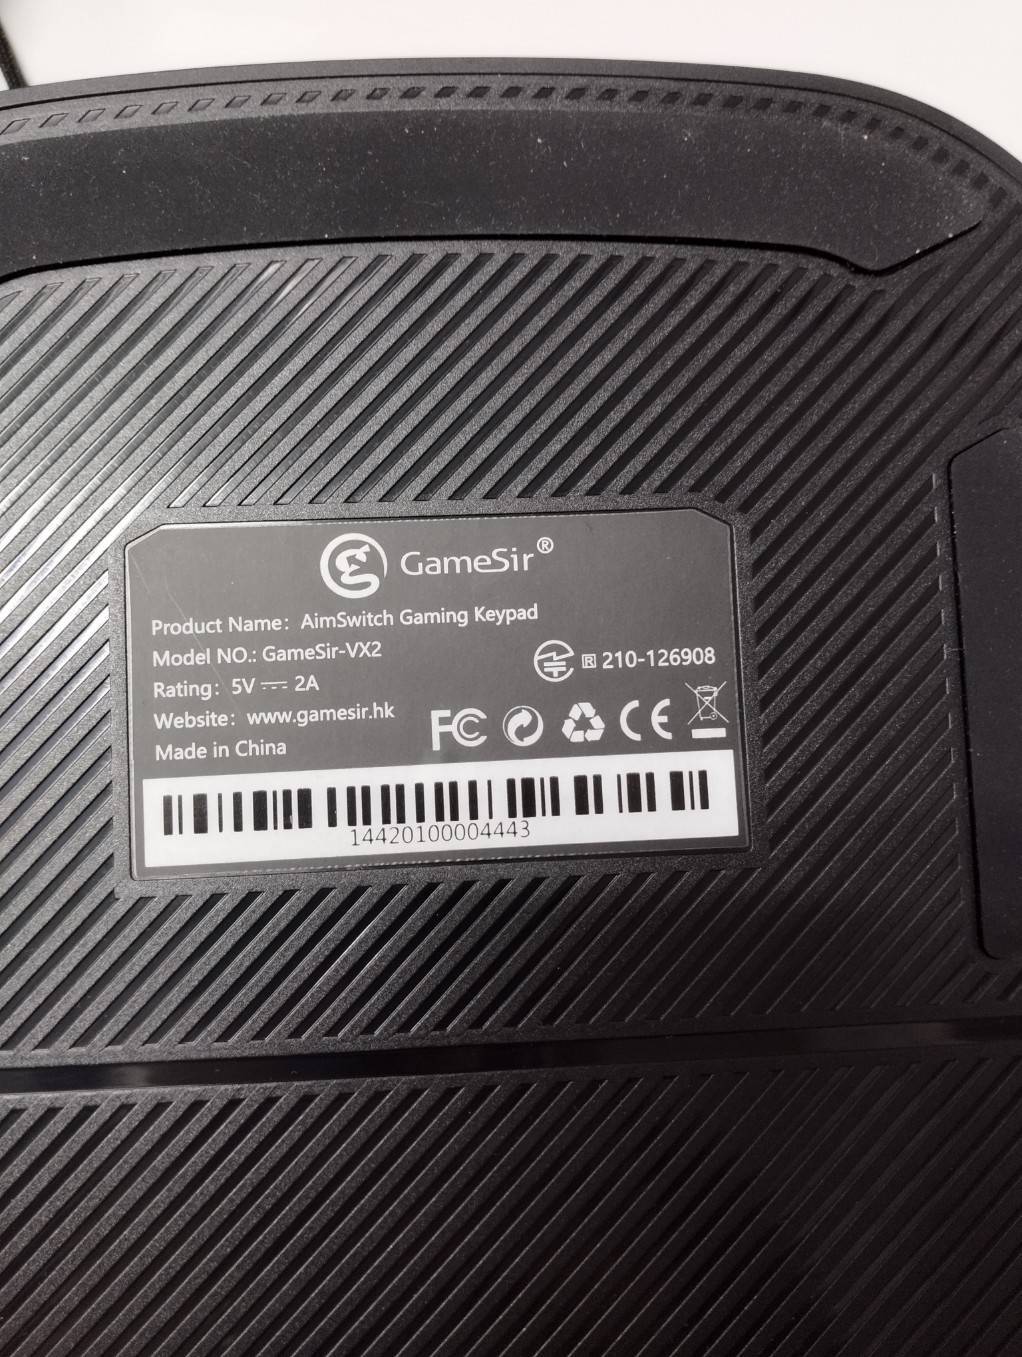 GameSir®
Product Name: AimSwitch Gaming Keypad
Model NO.: GameSir-VX2
R 210-126908
Rating: 5V ⎓ 2A
Website: www.gamesir.hk
FC CE
Made in China
14420100004443